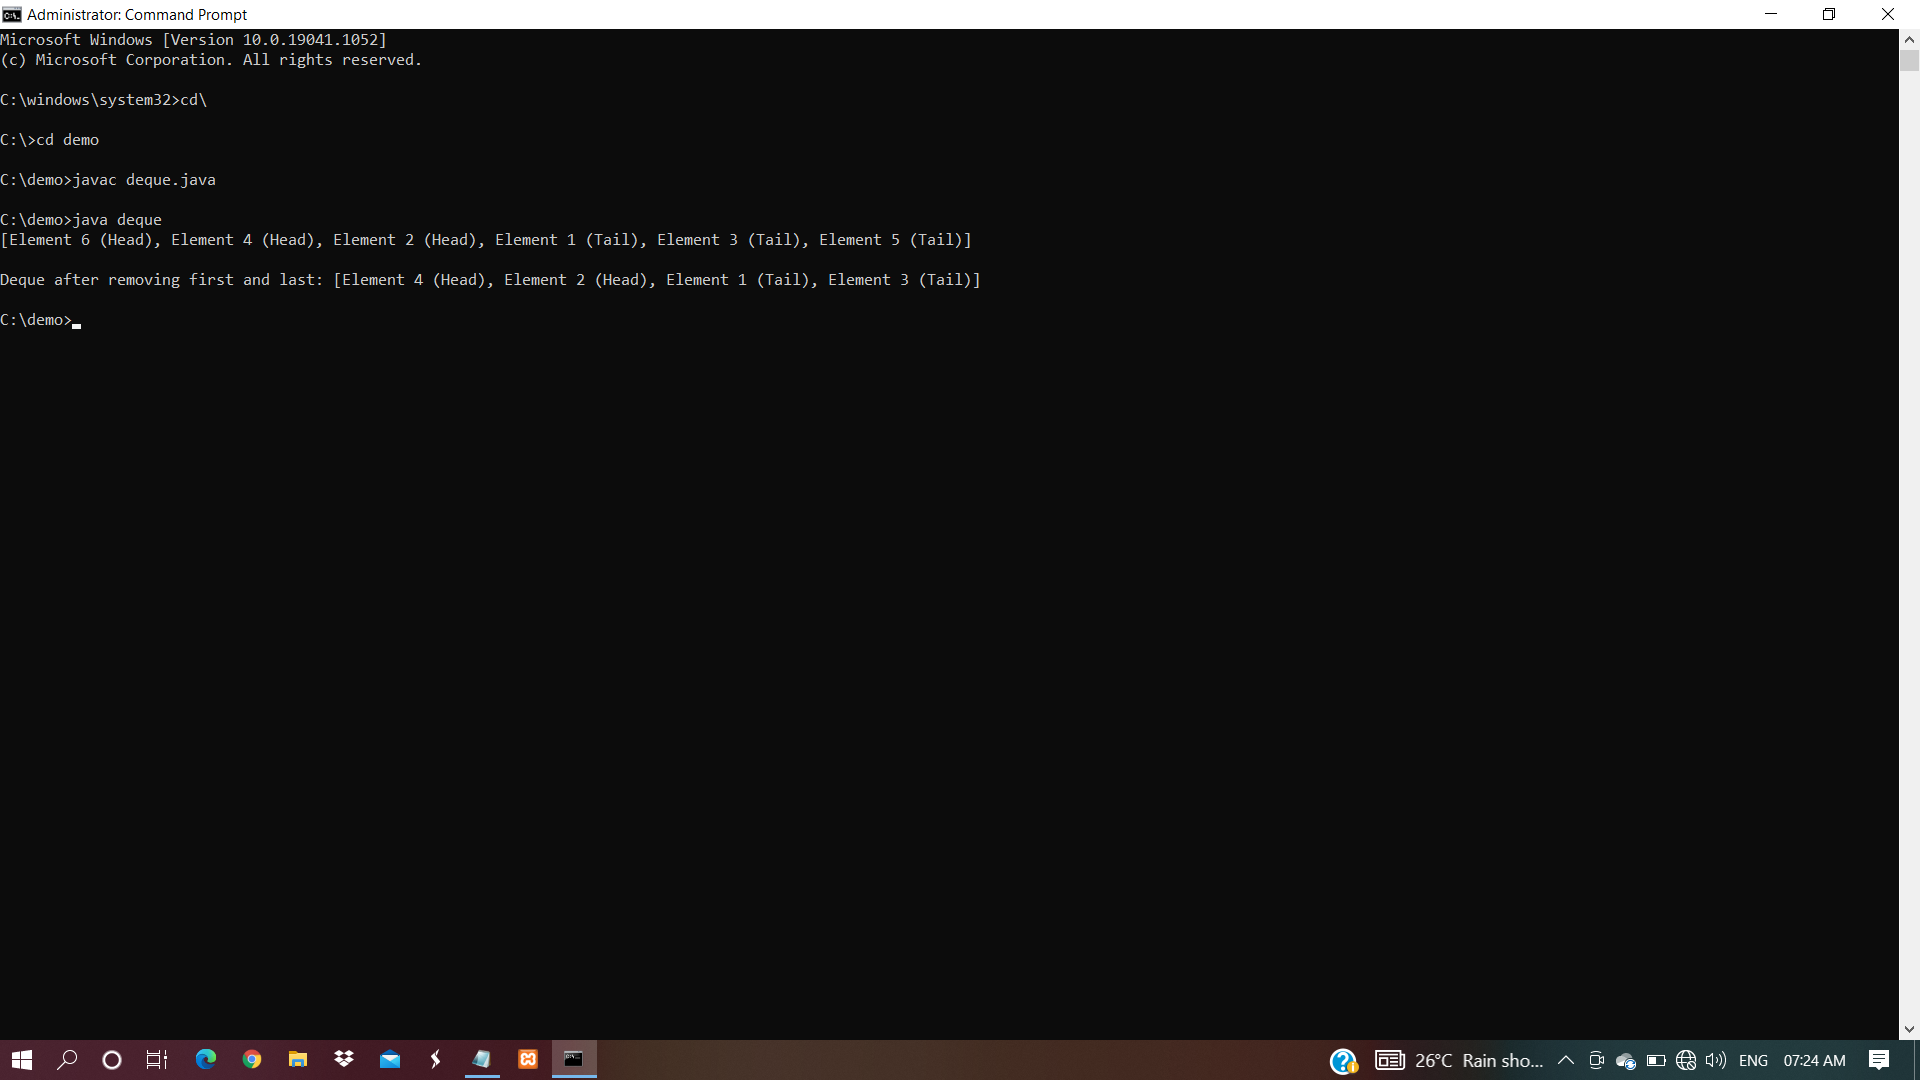 Administrator: Command Prompt
Microsoft Windows [Version 10.0.19041.1052]
(c) Microsoft Corporation. All rights reserved.
C:\windows\system32>cd\
C:\>cd demo
C:\demo>javac deque.java
C:\demo>java deque
[Element 6 (Head), Element 4 (Head), Element 2 (Head), Element 1 (Tail), Element 3 (Tail), Element 5 (Tail)]
Deque after removing first and last: [Element 4 (Head), Element 2 (Head), Element 1 (Tail), Element 3 (Tail)]
C:\demo>
26°C Rain sho... ENG 07:24 AM